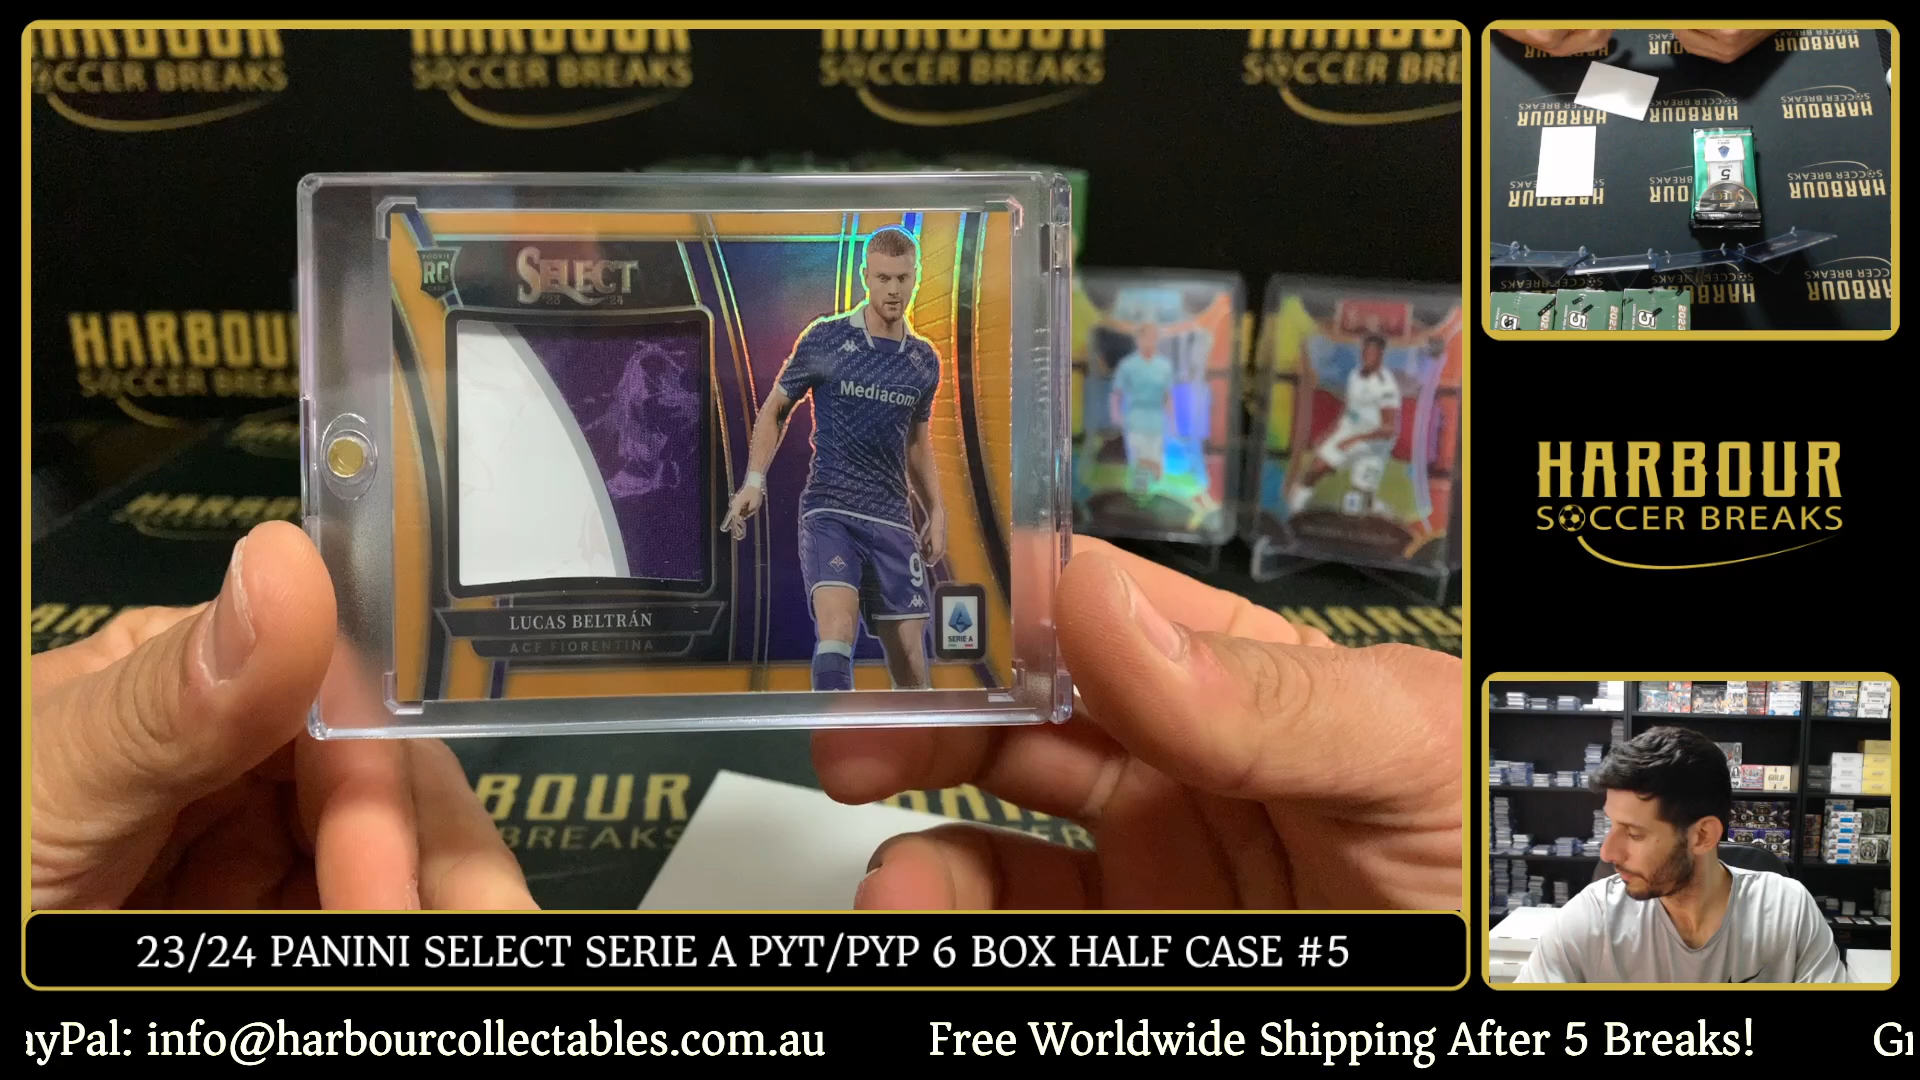 HARBOUR
SOCCER BREAKS
RC
SELECT
23 24
Mediacom
9
LUCAS BELTRÁN
ACF FIORENTINA
SERIE A
HARBOUR
SOCCER BREAKS
23/24 PANINI SELECT SERIE A PYT/PYP 6 BOX HALF CASE #5
ayPal: info@harbourcollectables.com.au Free Worldwide Shipping After 5 Breaks!